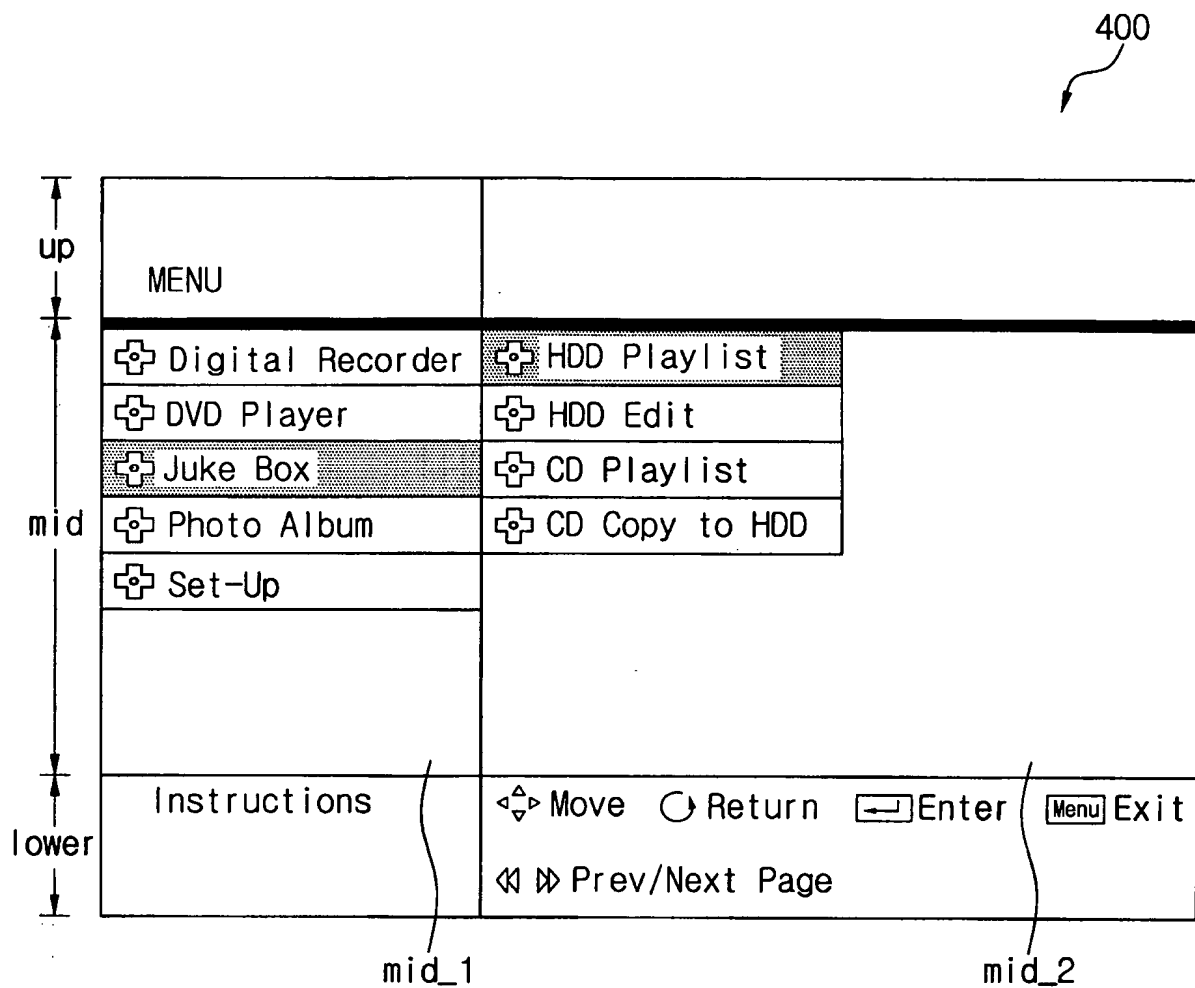 400
up
MENU
mid
Digital Recorder
DVD Player
Juke Box
Photo Album
Set-Up
HDD Playlist
HDD Edit
CD Playlist
CD Copy to HDD
lower
Instructions
Move Return Enter Menu Exit
Prev/Next Page
mid_1
mid_2